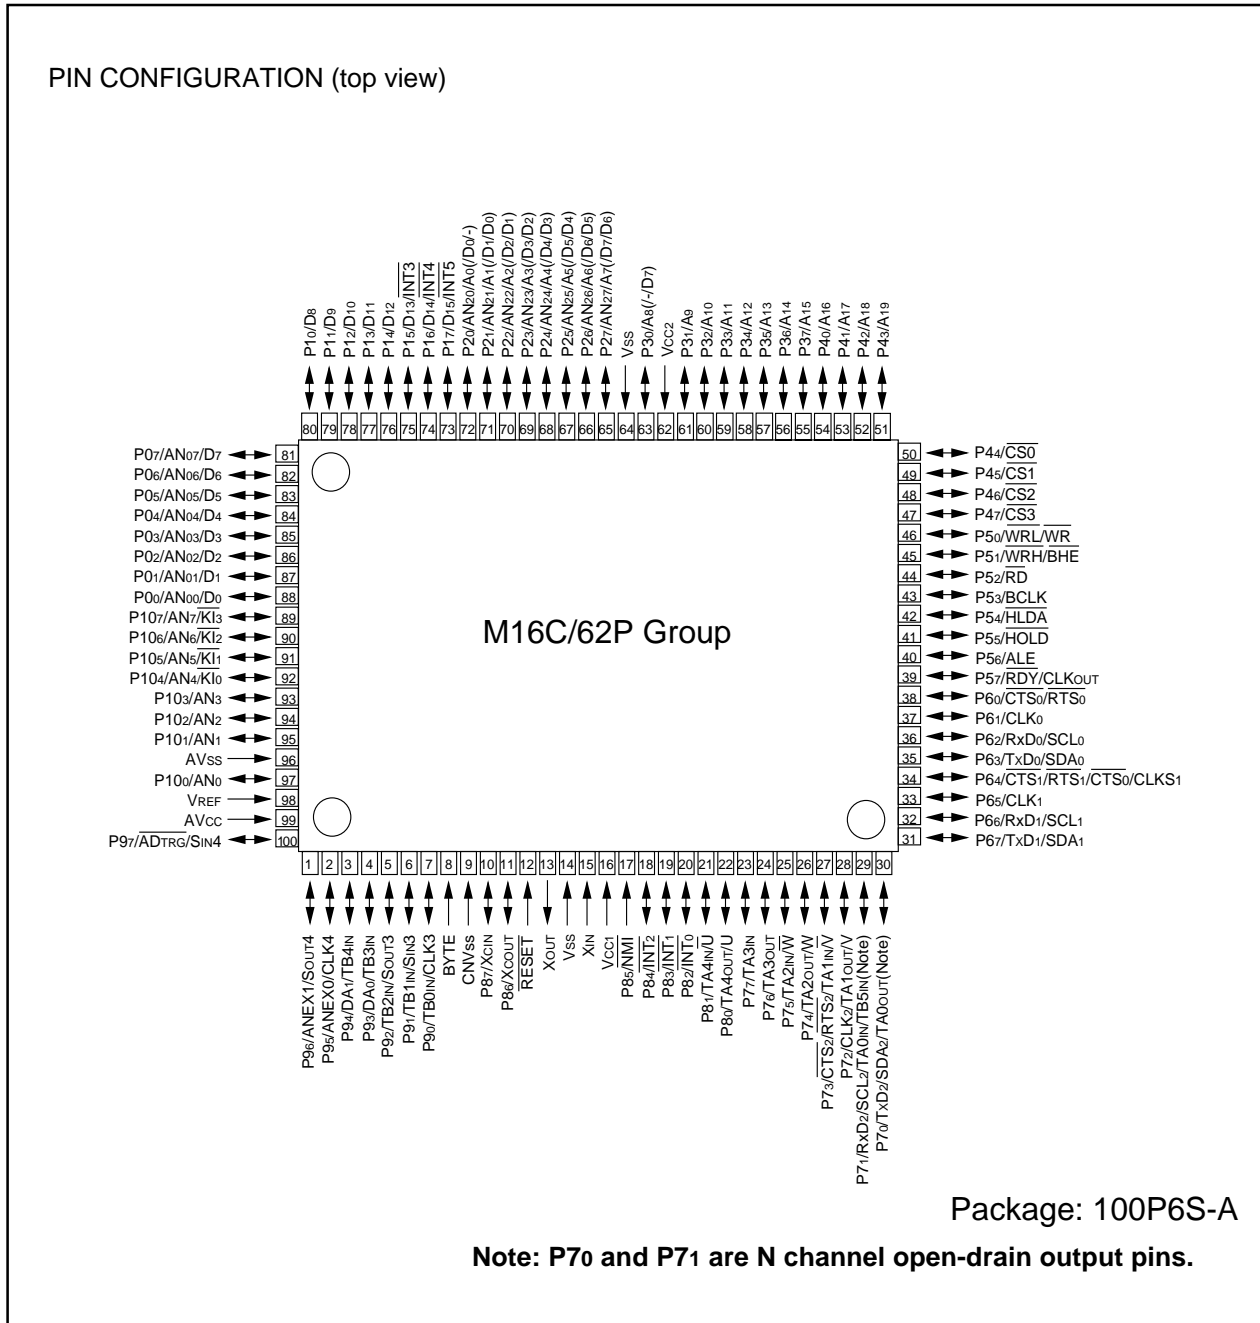 PIN CONFIGURATION (top view)
P10/D8
P11/D9
P12/D10
P13/D11
P14/D12
P15/D13/INT3
P16/D14/INT4
P17/D15/INT5
P20/AN20/A0(/D0/-)
P21/AN21/A1(/D1/D0)
P22/AN22/A2(/D2/D1)
P23/AN23/A3(/D3/D2)
P24/AN24/A4(/D4/D3)
P25/AN25/A5(/D5/D4)
P26/AN26/A6(/D6/D5)
P27/AN27/A7(/D7/D6)
Vss
P30/A8(/-/D7)
Vcc2
P31/A9
P32/A10
P33/A11
P34/A12
P35/A13
P36/A14
P37/A15
P40/A16
P41/A17
P42/A18
P43/A19
80 79 78 77 76 75 74 73 72 71 70 69 68 67 66 65 64 63 62 61 60 59 58 57 56 55 54 53 52 51
P07/AN07/D7 81
P06/AN06/D6 82
P05/AN05/D5 83
P04/AN04/D4 84
P03/AN03/D3 85
P02/AN02/D2 86
P01/AN01/D1 87
P00/AN00/D0 88
P107/AN7/KI3 89
P106/AN6/KI2 90
P105/AN5/KI1 91
P104/AN4/KI0 92
P103/AN3 93
P102/AN2 94
P101/AN1 95
AVss 96
P100/AN0 97
VREF 98
AVcc 99
P97/ADTRG/SIN4 100
M16C/62P Group
50 P44/CS0
49 P45/CS1
48 P46/CS2
47 P47/CS3
46 P50/WRL/WR
45 P51/WRH/BHE
44 P52/RD
43 P53/BCLK
42 P54/HLDA
41 P55/HOLD
40 P56/ALE
39 P57/RDY/CLKOUT
38 P60/CTS0/RTS0
37 P61/CLK0
36 P62/RxD0/SCL0
35 P63/TxD0/SDA0
34 P64/CTS1/RTS1/CTS0/CLKS1
33 P65/CLK1
32 P66/RxD1/SCL1
31 P67/TxD1/SDA1
1 2 3 4 5 6 7 8 9 10 11 12 13 14 15 16 17 18 19 20 21 22 23 24 25 26 27 28 29 30
P96/ANEX1/SOUT4
P95/ANEX0/CLK4
P94/DA1/TB4IN
P93/DA0/TB3IN
P92/TB2IN/SOUT3
P91/TB1IN/SIN3
P90/TB0IN/CLK3
BYTE
CNVss
P87/XCIN
P86/XCOUT
RESET
XOUT
Vss
XIN
Vcc1
P85/NMI
P84/INT2
P83/INT1
P82/INT0
P81/TA4IN/U
P80/TA4OUT/U
P77/TA3IN
P76/TA3OUT
P75/TA2IN/W
P74/TA2OUT/W
P73/CTS2/RTS2/TA1IN/V
P72/CLK2/TA1OUT/V
P71/RxD2/SCL2/TA0IN/TB5IN(Note)
P70/TxD2/SDA2/TA0OUT(Note)
Package: 100P6S-A
Note: P70 and P71 are N channel open-drain output pins.